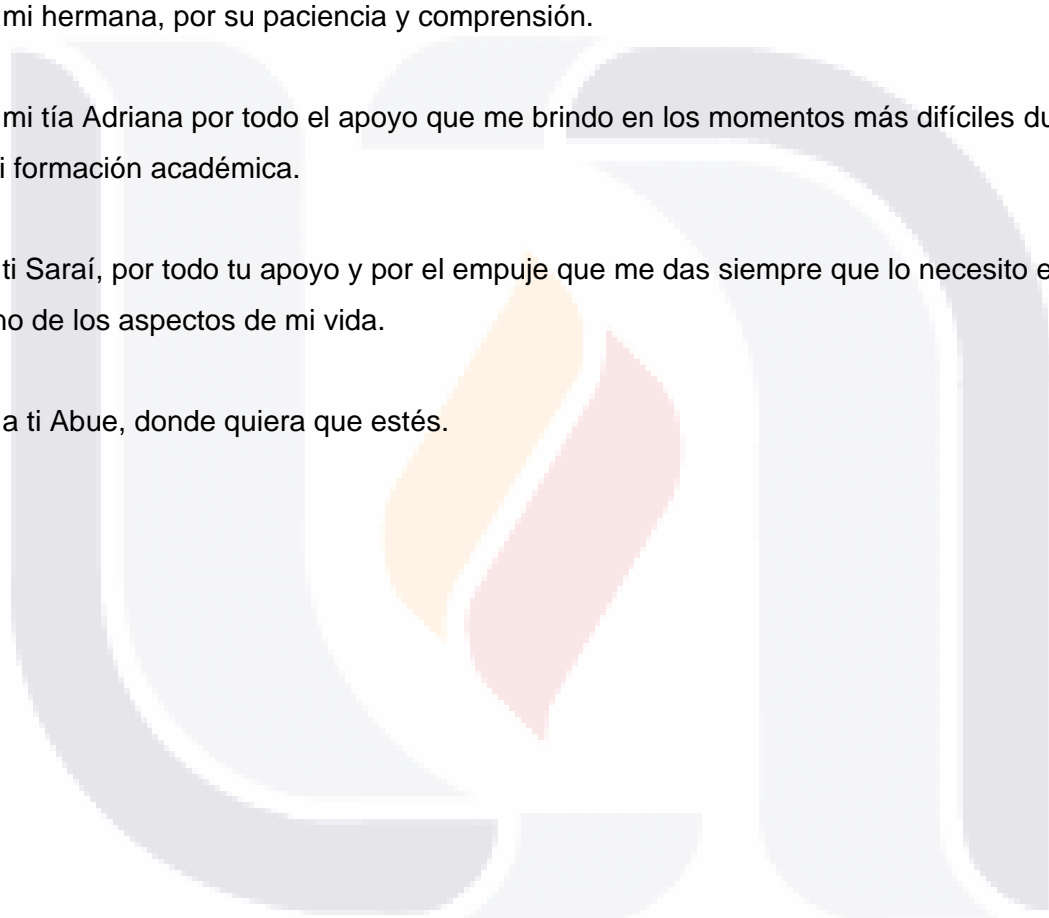 mi hermana, por su paciencia y comprensión.
mi tía Adriana por todo el apoyo que me brindo en los momentos más difíciles du
i formación académica.
ti Saraí, por todo tu apoyo y por el empuje que me das siempre que lo necesito e
no de los aspectos de mi vida.
a ti Abue, donde quiera que estés.